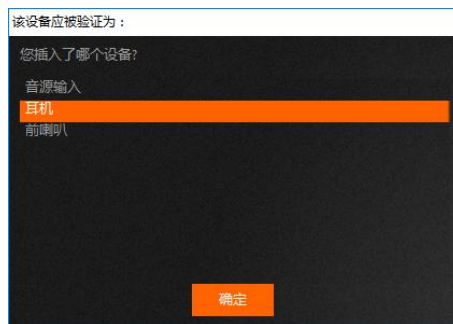 该设备应被验证为：
您插入了哪个设备?
音源输入
耳机
前喇叭
确定